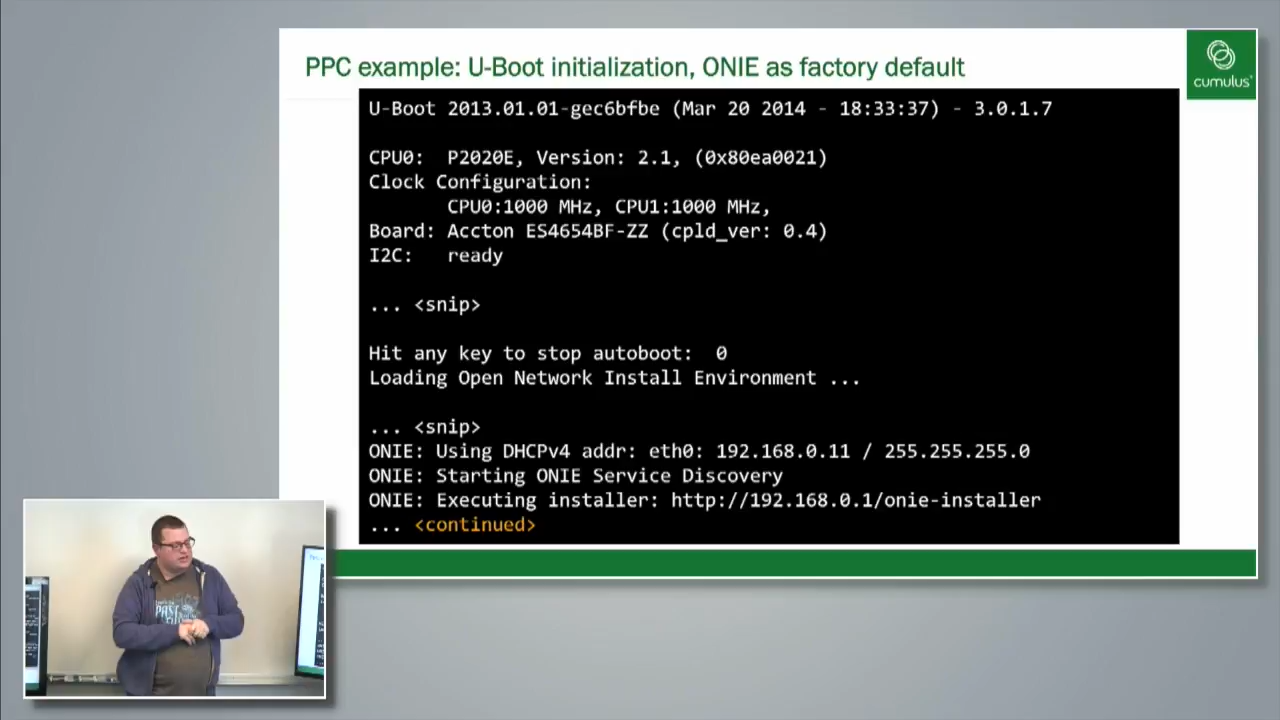 PPC example: U-Boot initialization, ONIE as factory default
cumulus
U-Boot 2013.01.01-gec6bfbe (Mar 20 2014 - 18:33:37) - 3.0.1.7
CPU0: P2020E, Version: 2.1, (0x80ea0021)
Clock Configuration:
CPU0:1000 MHz, CPU1:1000 MHz,
Board: Accton ES4654BF-ZZ (cpld_ver: 0.4)
I2C: ready
... <snip>
Hit any key to stop autoboot: 0
Loading Open Network Install Environment ...
... <snip>
ONIE: Using DHCPv4 addr: eth0: 192.168.0.11 / 255.255.255.0
ONIE: Starting ONIE Service Discovery
ONIE: Executing installer: http://192.168.0.1/onie-installer
... <continued>
PAST